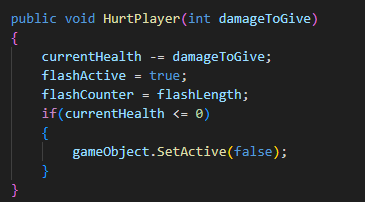 public void HurtPlayer(int damageToGive)
{
    currentHealth -= damageToGive;
    flashActive = true;
    flashCounter = flashLength;
    if(currentHealth <= 0)
    {
        gameObject.SetActive(false);
    }
}